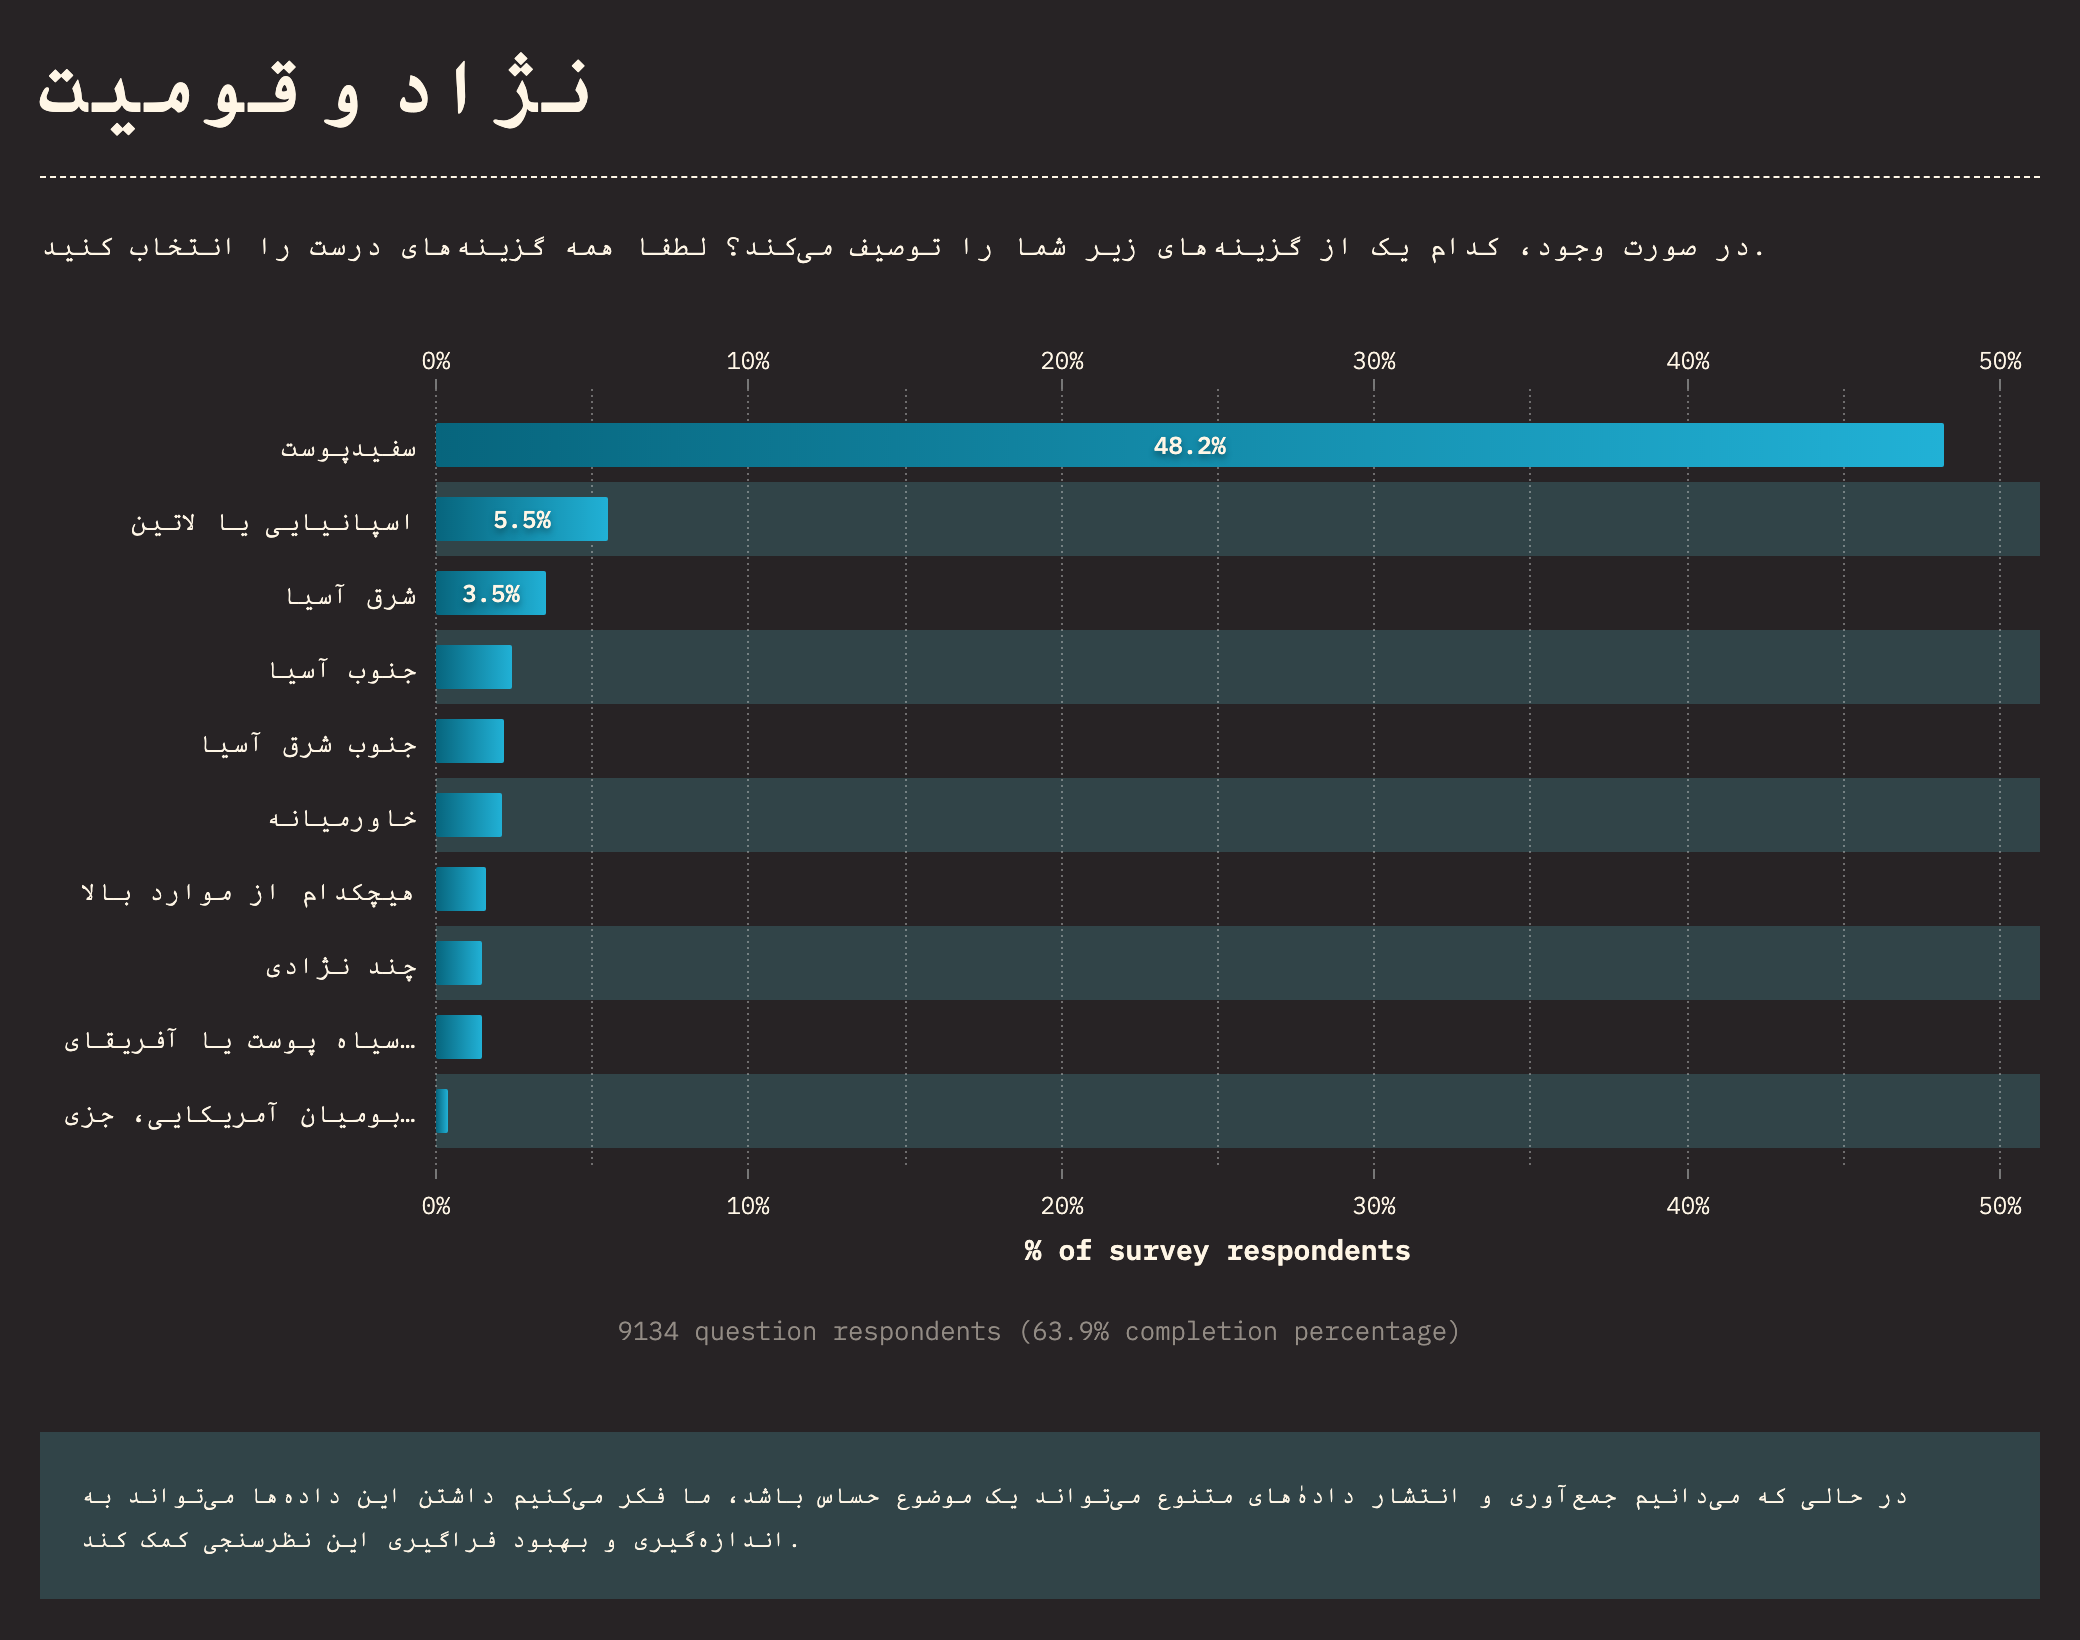 نژاد و قومیت
در صورت وجود، کدام یک از گزینه‌های زیر شما را توصیف می‌کند؟ لطفا همه گزینه‌های درست را انتخاب کنید.
0% 10% 20% 30% 40% 50%
سفیدپوست 48.2%
اسپانیایی یا لاتین 5.5%
شرق آسیا 3.5%
جنوب آسیا
جنوب شرق آسیا
خاورمیانه
هیچکدام از موارد بالا
چند نژادی
سیاه پوست یا آفریقای…
بومیان آمریکایی، جزی…
0% 10% 20% 30% 40% 50%
% of survey respondents
9134 question respondents (63.9% completion percentage)
در حالی که می‌دانیم جمع‌آوری و انتشار دادهٔ‌های متنوع می‌تواند یک موضوع حساس باشد، ما فکر می‌کنیم داشتن این داده‌ها می‌تواند به
اندازه‌گیری و بهبود فراگیری این نظرسنجی کمک کند.